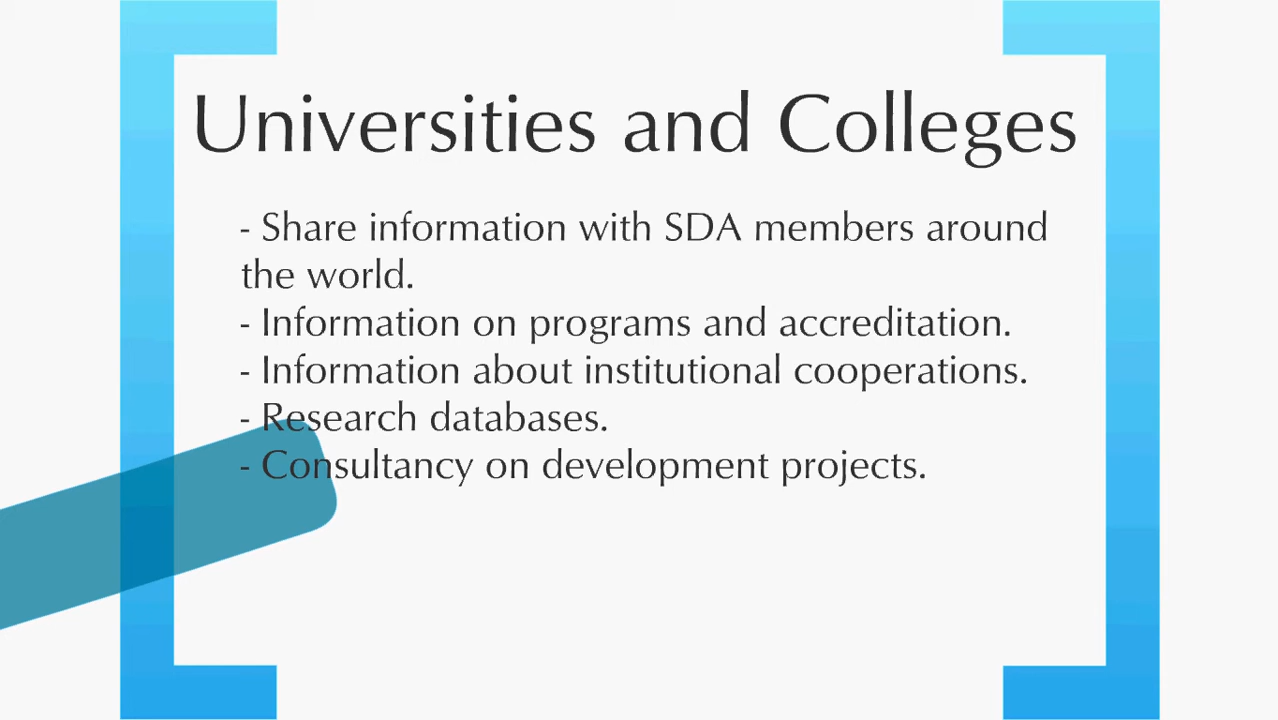 Universities and Colleges
- Share information with SDA members around
the world.
- Information on programs and accreditation.
- Information about institutional cooperations.
- Research databases.
- Consultancy on development projects.